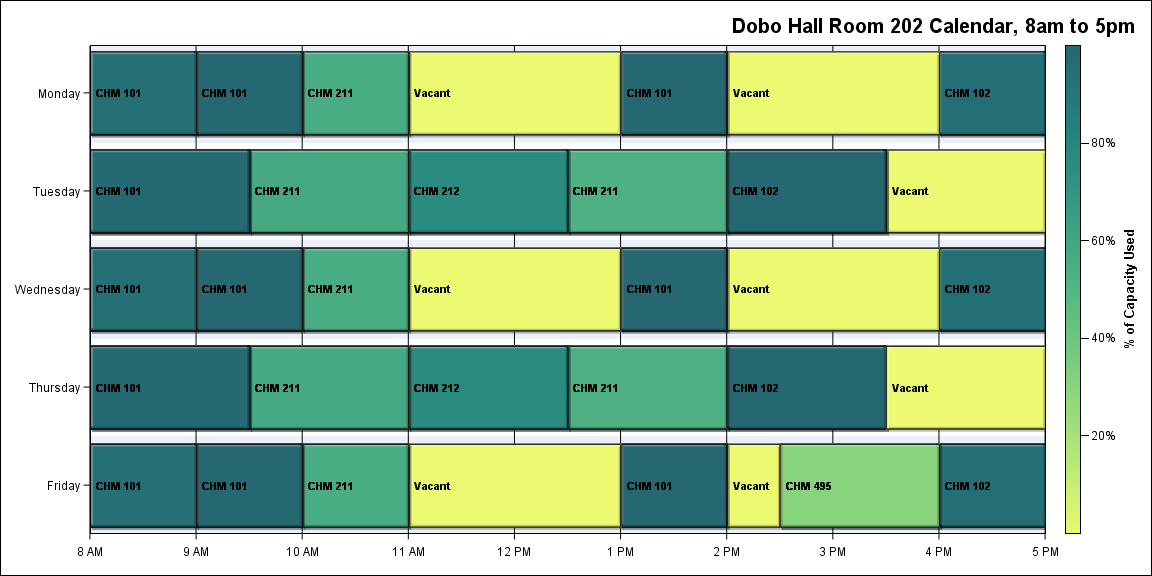 Dobo Hall Room 202 Calendar, 8am to 5pm
Monday
CHM 101
CHM 101
CHM 211
Vacant
CHM 101
Vacant
CHM 102
Tuesday
CHM 101
CHM 211
CHM 212
CHM 211
CHM 102
Vacant
Wednesday
CHM 101
CHM 101
CHM 211
Vacant
CHM 101
Vacant
CHM 102
Thursday
CHM 101
CHM 211
CHM 212
CHM 211
CHM 102
Vacant
Friday
CHM 101
CHM 101
CHM 211
Vacant
CHM 101
Vacant
CHM 495
CHM 102
8 AM
9 AM
10 AM
11 AM
12 PM
1 PM
2 PM
3 PM
4 PM
5 PM
80%
60%
40%
20%
% of Capacity Used